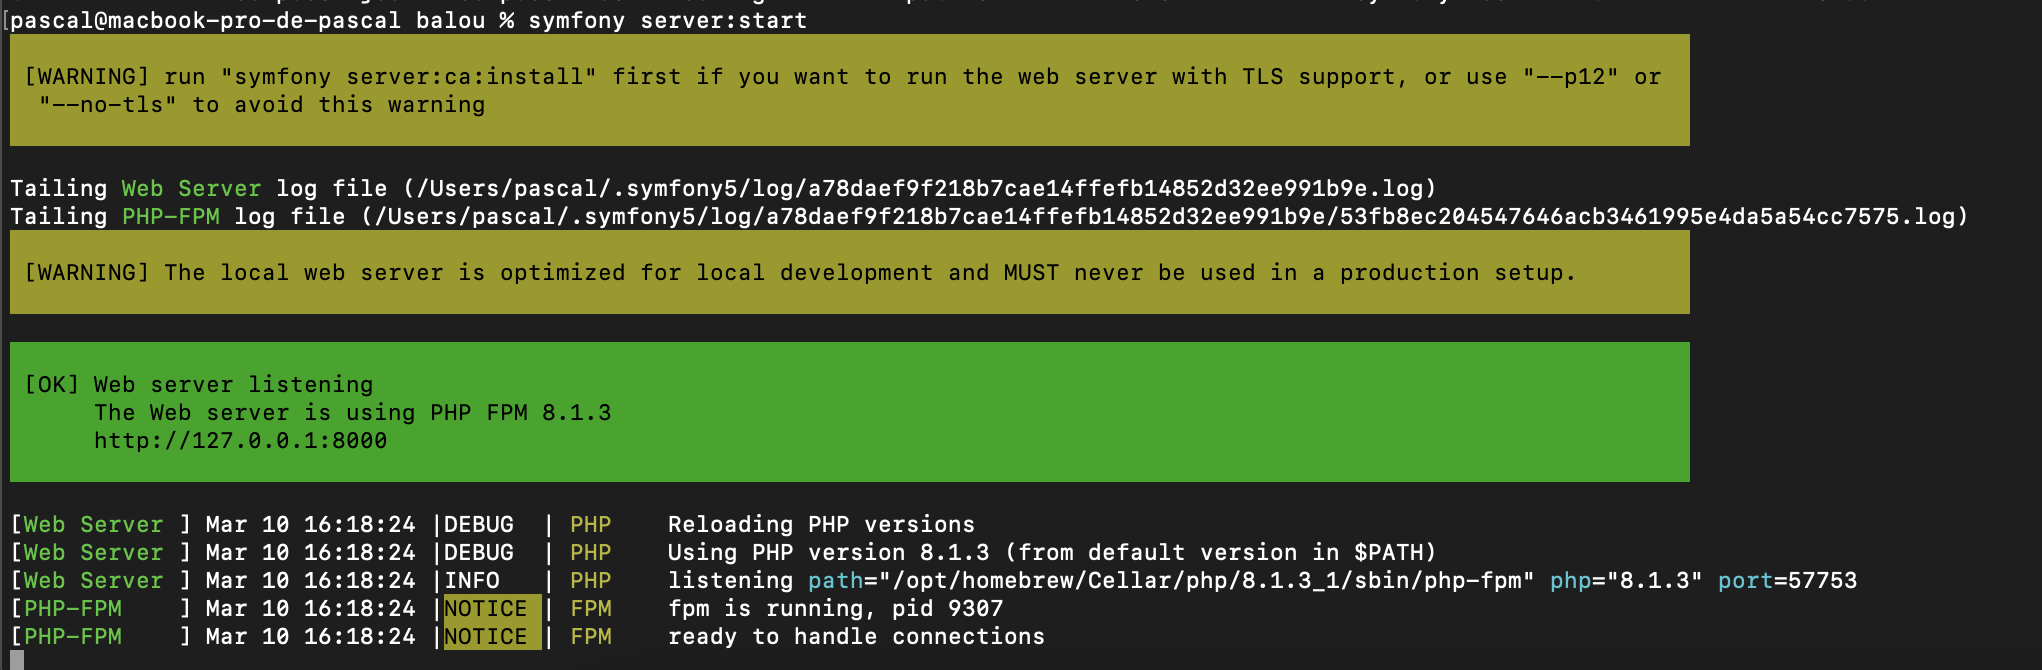 [pascal@macbook-pro-de-pascal balou % symfony server:start
[WARNING] run "symfony server:ca:install" first if you want to run the web server with TLS support, or use "--p12" or
"--no-tls" to avoid this warning
Tailing Web Server log file (/Users/pascal/.symfony5/log/a78daef9f218b7cae14ffefb14852d32ee991b9e.log)
Tailing PHP-FPM log file (/Users/pascal/.symfony5/log/a78daef9f218b7cae14ffefb14852d32ee991b9e/53fb8ec204547646acb3461995e4da5a54cc7575.log)
[WARNING] The local web server is optimized for local development and MUST never be used in a production setup.
[OK] Web server listening
The Web server is using PHP FPM 8.1.3
http://127.0.0.1:8000
[Web Server ] Mar 10 16:18:24 |DEBUG  | PHP    Reloading PHP versions
[Web Server ] Mar 10 16:18:24 |DEBUG  | PHP    Using PHP version 8.1.3 (from default version in $PATH)
[Web Server ] Mar 10 16:18:24 |INFO   | PHP    listening path="/opt/homebrew/Cellar/php/8.1.3_1/sbin/php-fpm" php="8.1.3" port=57753
[PHP-FPM    ] Mar 10 16:18:24 |NOTICE | FPM    fpm is running, pid 9307
[PHP-FPM    ] Mar 10 16:18:24 |NOTICE | FPM    ready to handle connections